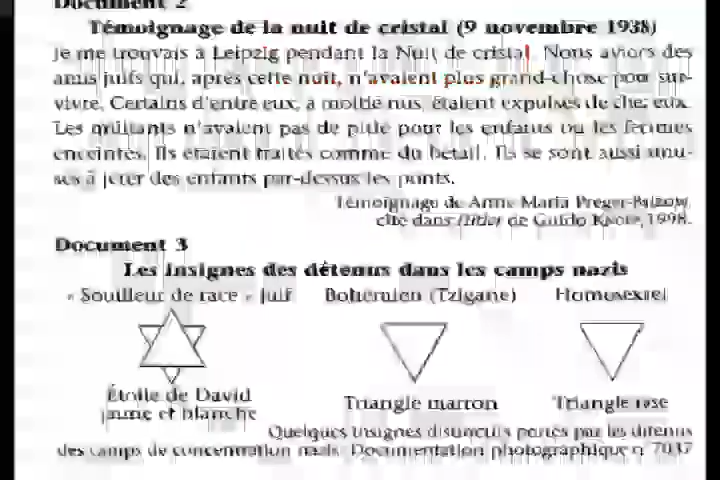 Document 2
Témoignage de la nuit de cristal (9 novembre 1938)
Je me trouvais à Leipzig pendant la Nuit de cristal. Nous avions des
amis juifs qui, après cette nuit, n'avaient plus grand-chose pour sur-
vivre. Certains d'entre eux, à moitié nus, étaient expulsés de chez eux.
Les militants n'avaient pas de pitié pour les enfants ou les femmes
enceintes. Ils étaient traités comme du bétail. Ils se sont aussi amu-
sés à jeter des enfants par-dessus les ponts.
Témoignage de Anne Maria
cité dans Hitler de Guido 1998.
Document 3
Les insignes des détenus dans les camps nazis
« Souilleur de race » juif Bohémien (Tzigane) Homosexuel
Étoile de David
jaune et blanche
Triangle marron Triangle rose
Quelques insignes distinctifs portés par les détenus
des camps de concentration nazis. Documentation photographique n. 7037